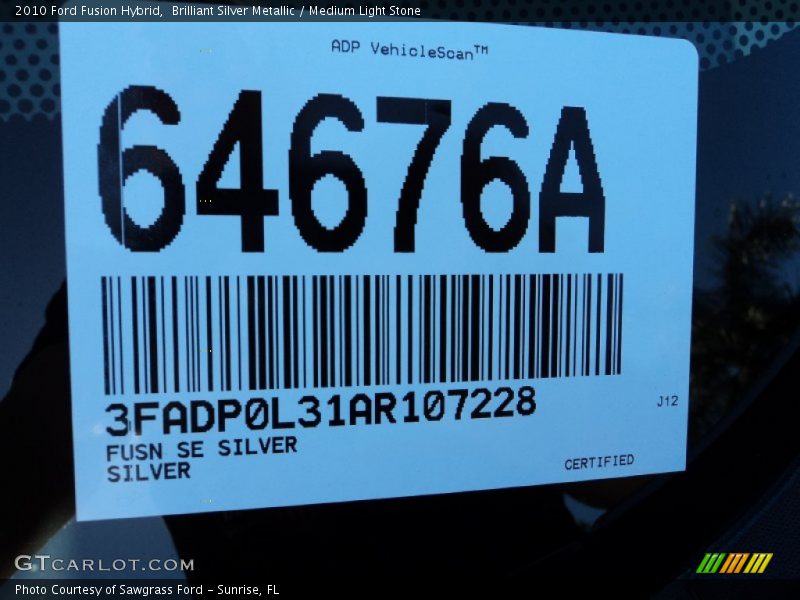 2010 Ford Fusion Hybrid,  Brilliant Silver Metallic / Medium Light Stone
ADP VehicleScan™
64676A
3FADP0L31AR107228
J12
FUSN SE SILVER
SILVER
CERTIFIED
GTCARLOT.COM
Photo Courtesy of Sawgrass Ford – Sunrise, FL